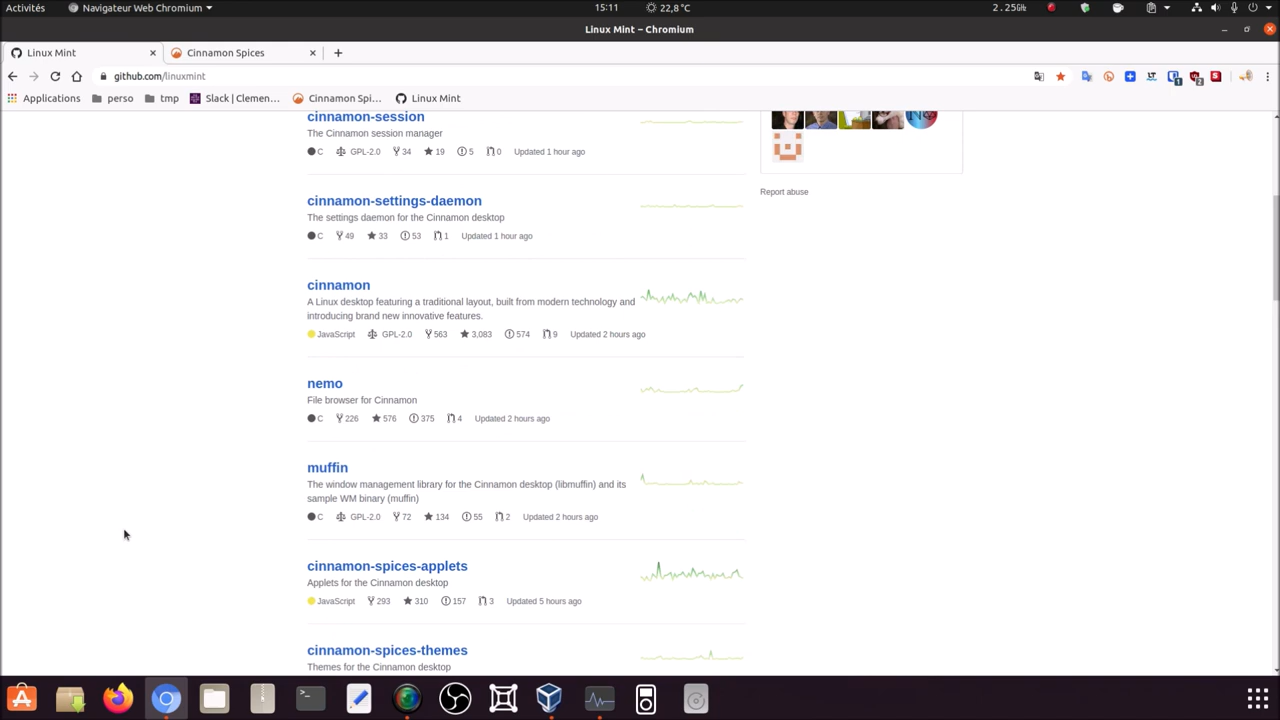 Activités
Navigateur Web Chromium
15:11
22,8°C
2.25GHz
Linux Mint – Chromium
Linux Mint
Cinnamon Spices
github.com/linuxmint
Applications
perso
tmp
Slack | Clemen...
Cinnamon Spi...
Linux Mint
cinnamon-session
The Cinnamon session manager
C GPL-2.0 34 19 5 0 Updated 1 hour ago
Report abuse
cinnamon-settings-daemon
The settings daemon for the Cinnamon desktop
C 49 33 53 1 Updated 1 hour ago
cinnamon
A Linux desktop featuring a traditional layout, built from modern technology and
introducing brand new innovative features.
JavaScript GPL-2.0 563 3,083 574 9 Updated 2 hours ago
nemo
File browser for Cinnamon
C 226 576 375 4 Updated 2 hours ago
muffin
The window management library for the Cinnamon desktop (libmuffin) and its
sample WM binary (muffin)
C GPL-2.0 72 134 55 2 Updated 2 hours ago
cinnamon-spices-applets
Applets for the Cinnamon desktop
JavaScript 293 310 157 3 Updated 5 hours ago
cinnamon-spices-themes
Themes for the Cinnamon desktop